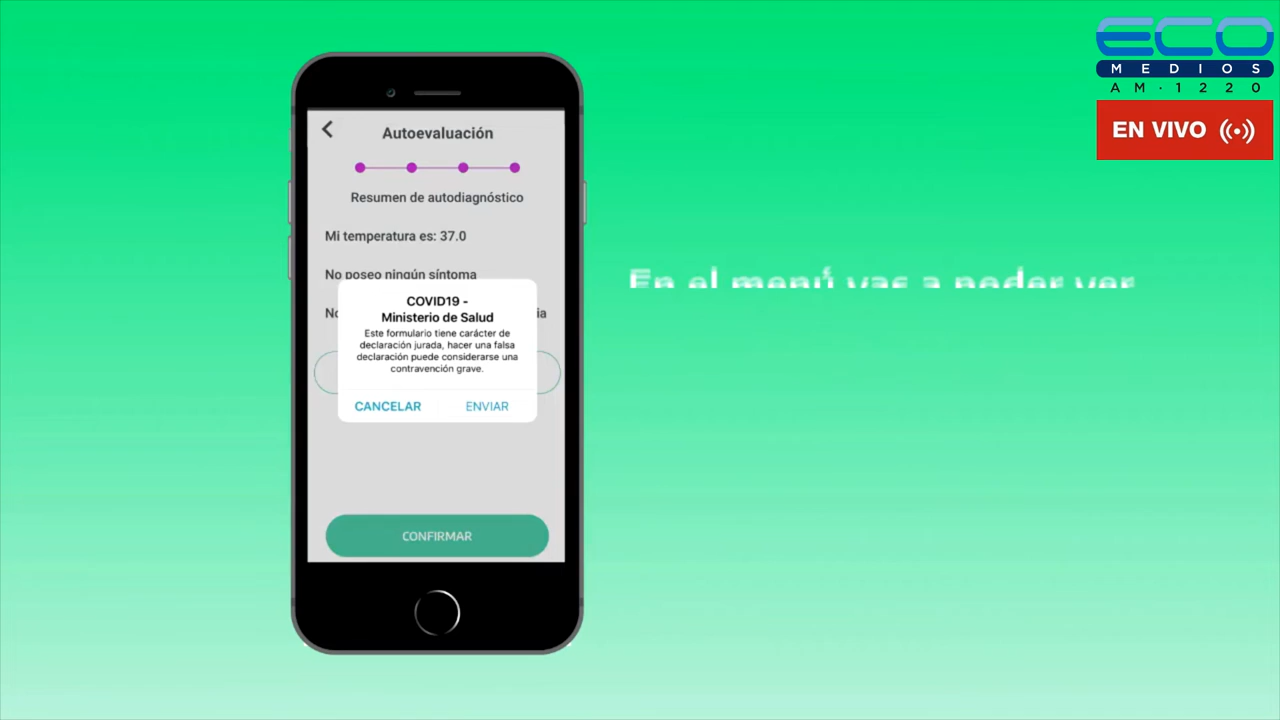 ECO
MEDIOS
AM·1220
EN VIVO
Autoevaluación
Resumen de autodiagnóstico
Mi temperatura es: 37.0
No poseo ningún síntoma
COVID19 -
Ministerio de Salud
Este formulario tiene carácter de
declaración jurada, hacer una falsa
declaración puede considerarse una
contravención grave.
CANCELAR ENVIAR
CONFIRMAR
En el menú vas a poder ver